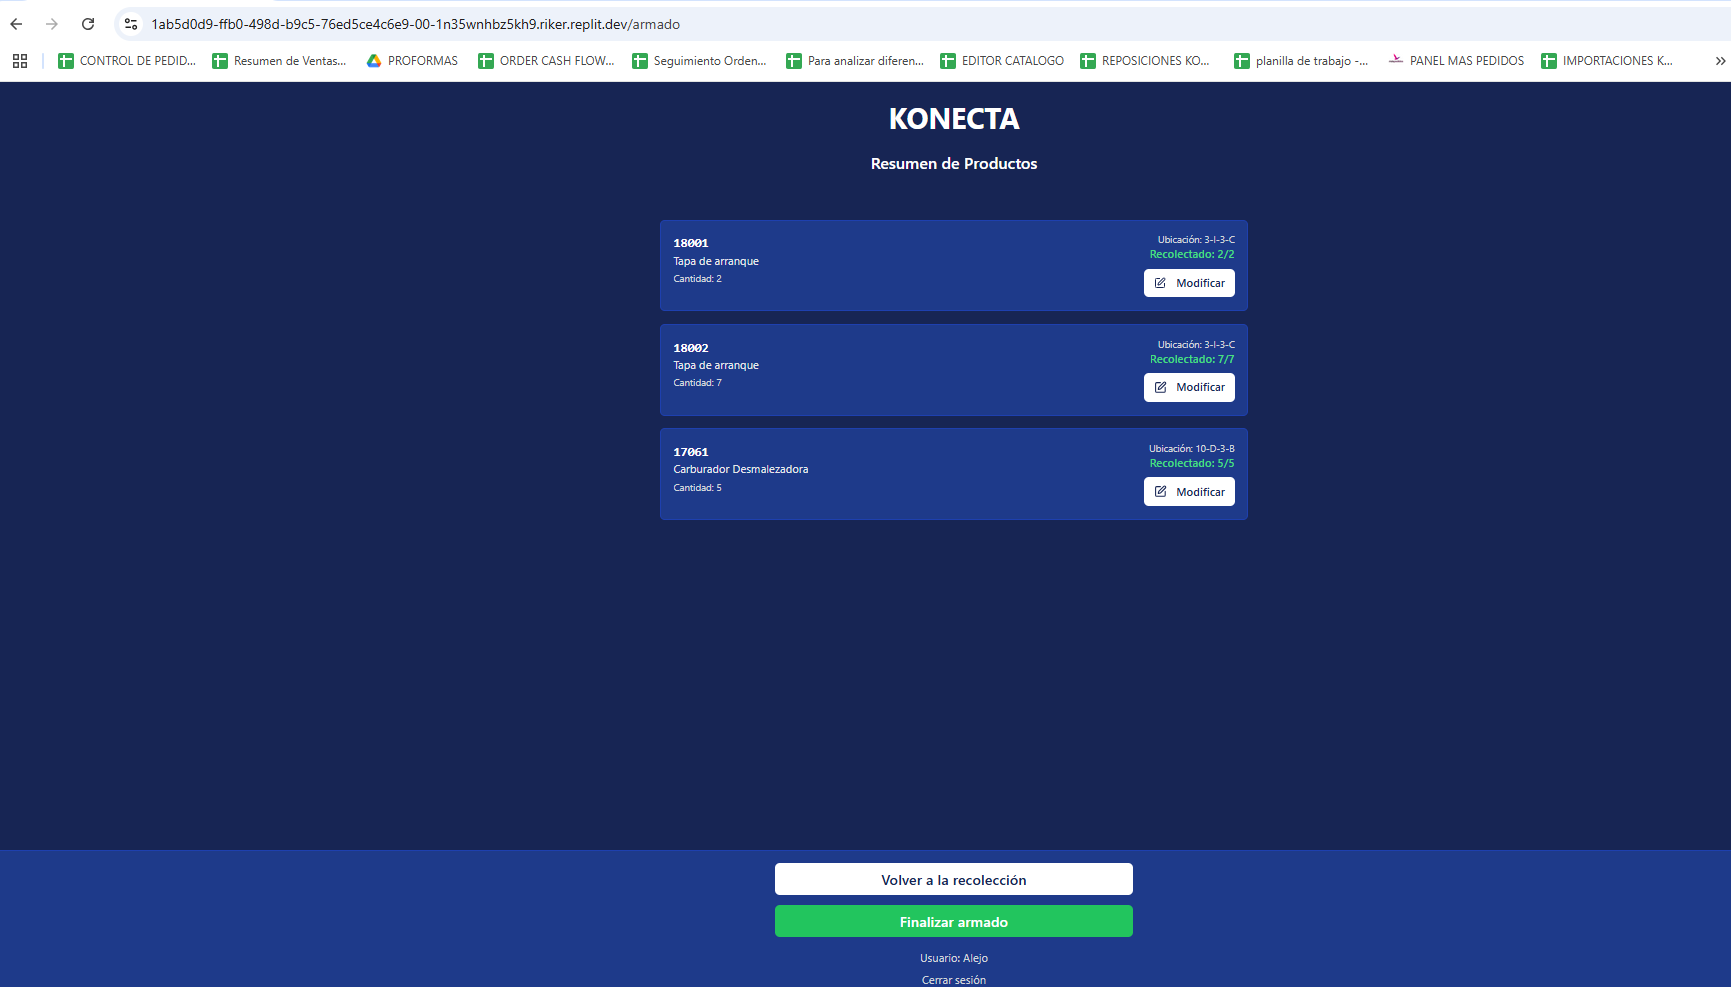 1ab5d0d9-ffb0-498d-b9c5-76ed5ce4c6e9-00-1n35wnhbz5kh9.riker.replit.dev/armado
CONTROL DE PEDID... Resumen de Ventas... PROFORMAS ORDER CASH FLOW... Seguimiento Orden... Para analizar diferen... EDITOR CATALOGO REPOSICIONES KO... planilla de trabajo -... PANEL MAS PEDIDOS IMPORTACIONES K...
KONECTA
Resumen de Productos
18001
Tapa de arranque
Cantidad: 2
Ubicación: 3-I-3-C
Recolectado: 2/2
Modificar
18002
Tapa de arranque
Cantidad: 7
Ubicación: 3-I-3-C
Recolectado: 7/7
Modificar
17061
Carburador Desmalezadora
Cantidad: 5
Ubicación: 10-D-3-B
Recolectado: 5/5
Modificar
Volver a la recolección
Finalizar armado
Usuario: Alejo
Cerrar sesión